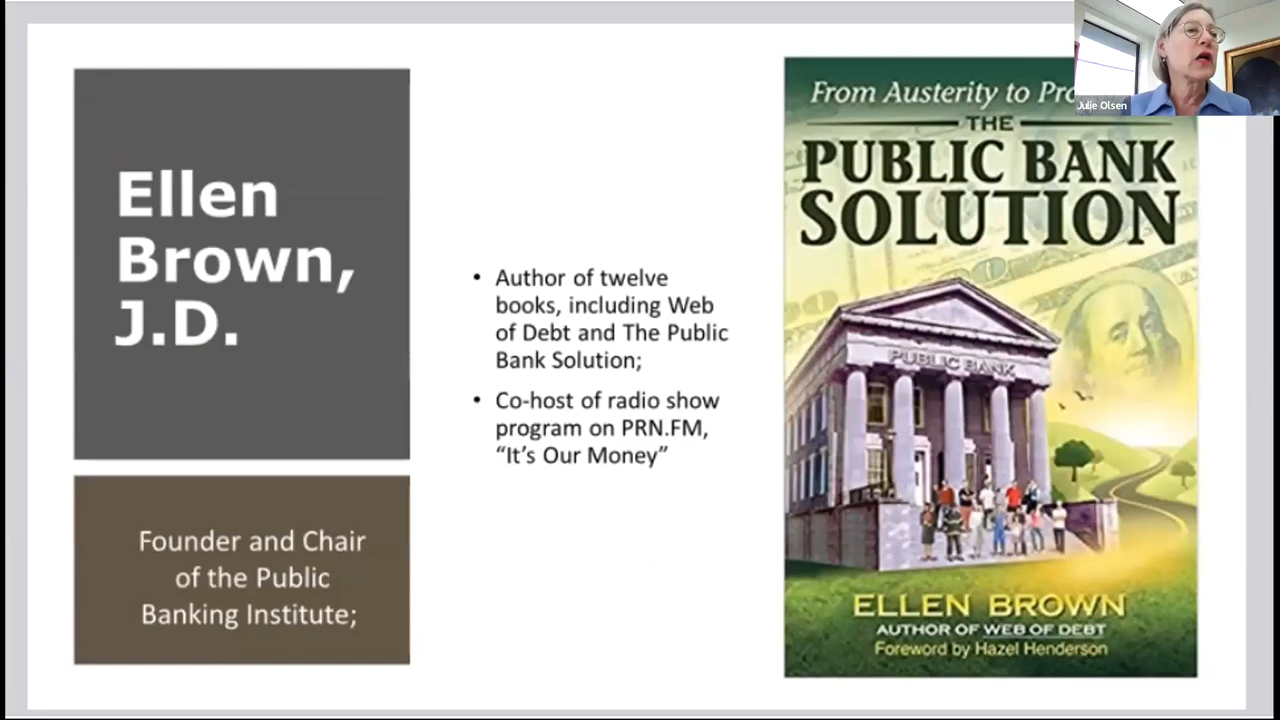 Ellen
Brown,
J.D.
Founder and Chair
of the Public
Banking Institute;
• Author of twelve
books, including Web
of Debt and The Public
Bank Solution;
• Co-host of radio show
program on PRN.FM,
“It’s Our Money”
From Austerity to
THE
PUBLIC BANK
SOLUTION
PUBLIC BANK
ELLEN BROWN
AUTHOR OF WEB OF DEBT
Foreword by Hazel Henderson
Julie Olsen